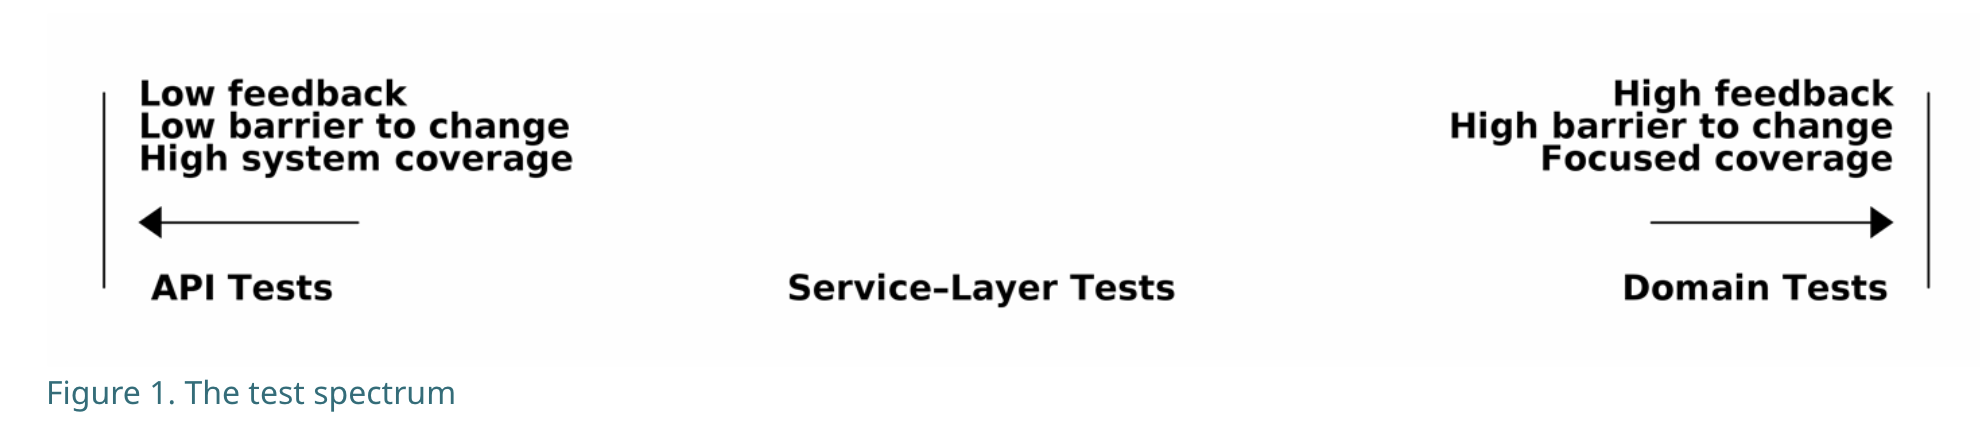 Low feedback
Low barrier to change
High system coverage
High feedback
High barrier to change
Focused coverage
API Tests
Service–Layer Tests
Domain Tests
Figure 1. The test spectrum